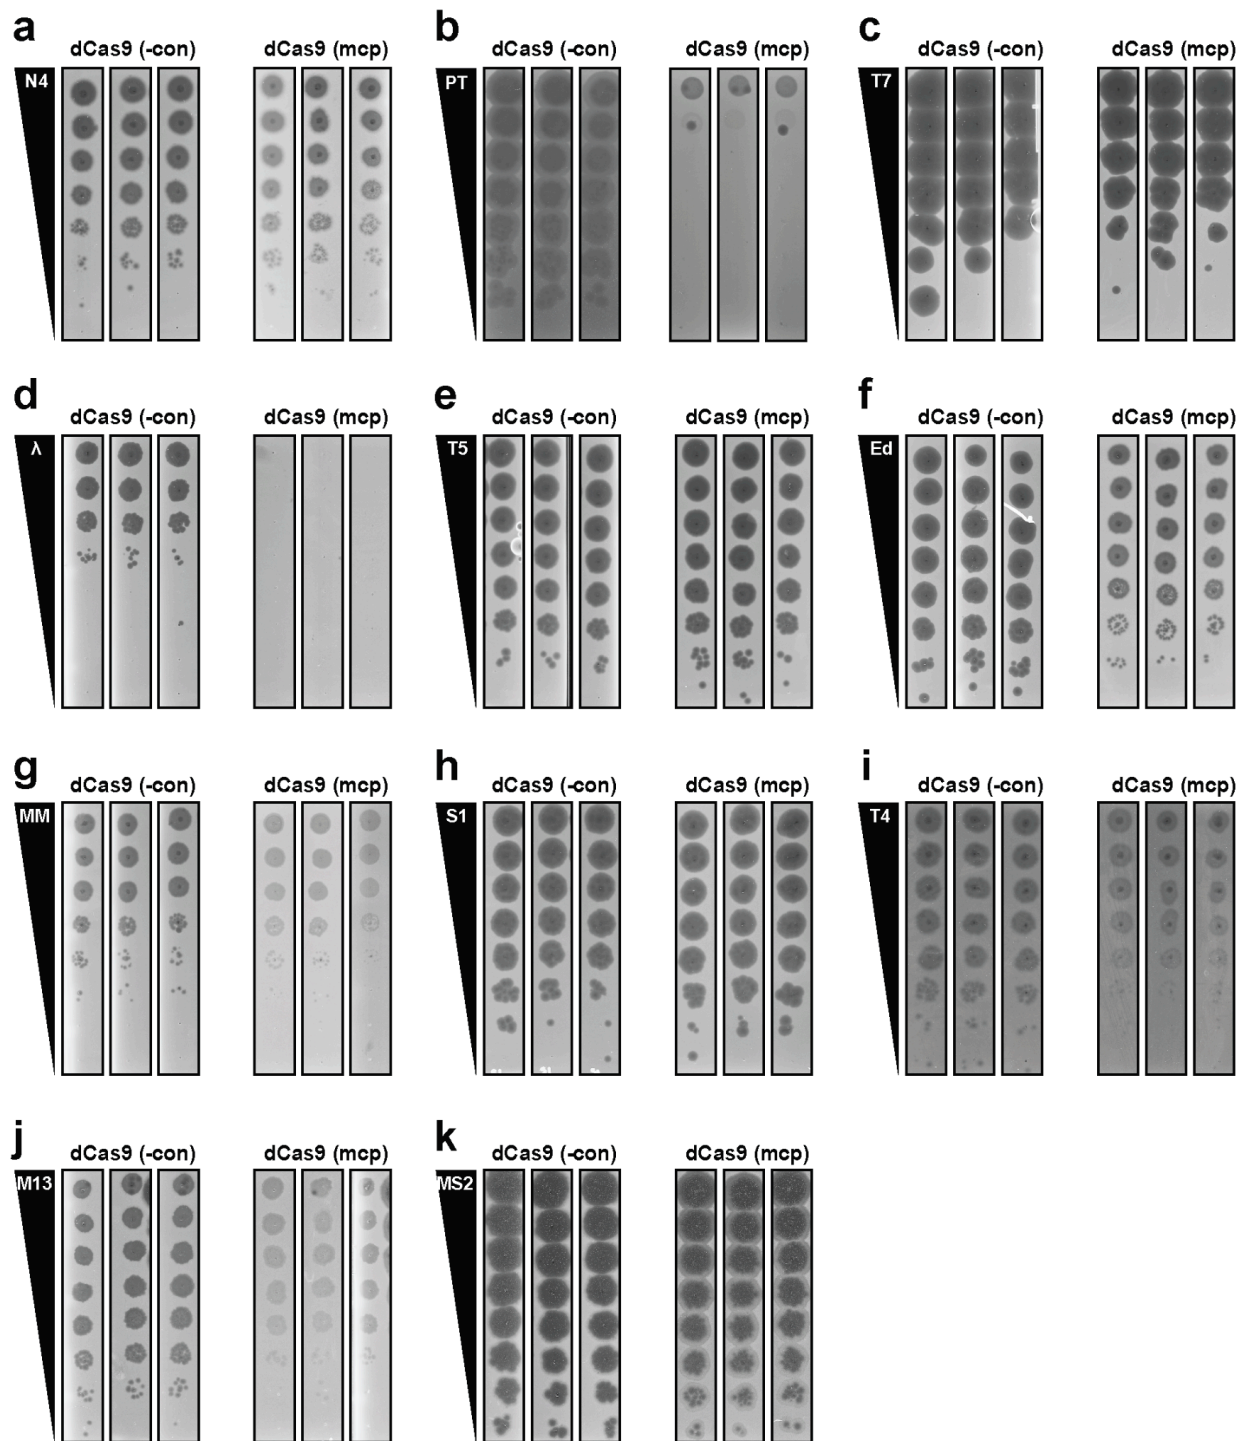 a b c
dCas9 (-con) dCas9 (mcp) dCas9 (-con) dCas9 (mcp) dCas9 (-con) dCas9 (mcp)
N4 PT T7
d e f
dCas9 (-con) dCas9 (mcp) dCas9 (-con) dCas9 (mcp) dCas9 (-con) dCas9 (mcp)
λ T5 Ed
g h i
dCas9 (-con) dCas9 (mcp) dCas9 (-con) dCas9 (mcp) dCas9 (-con) dCas9 (mcp)
MM S1 T4
j k
dCas9 (-con) dCas9 (mcp) dCas9 (-con) dCas9 (mcp)
M13 MS2